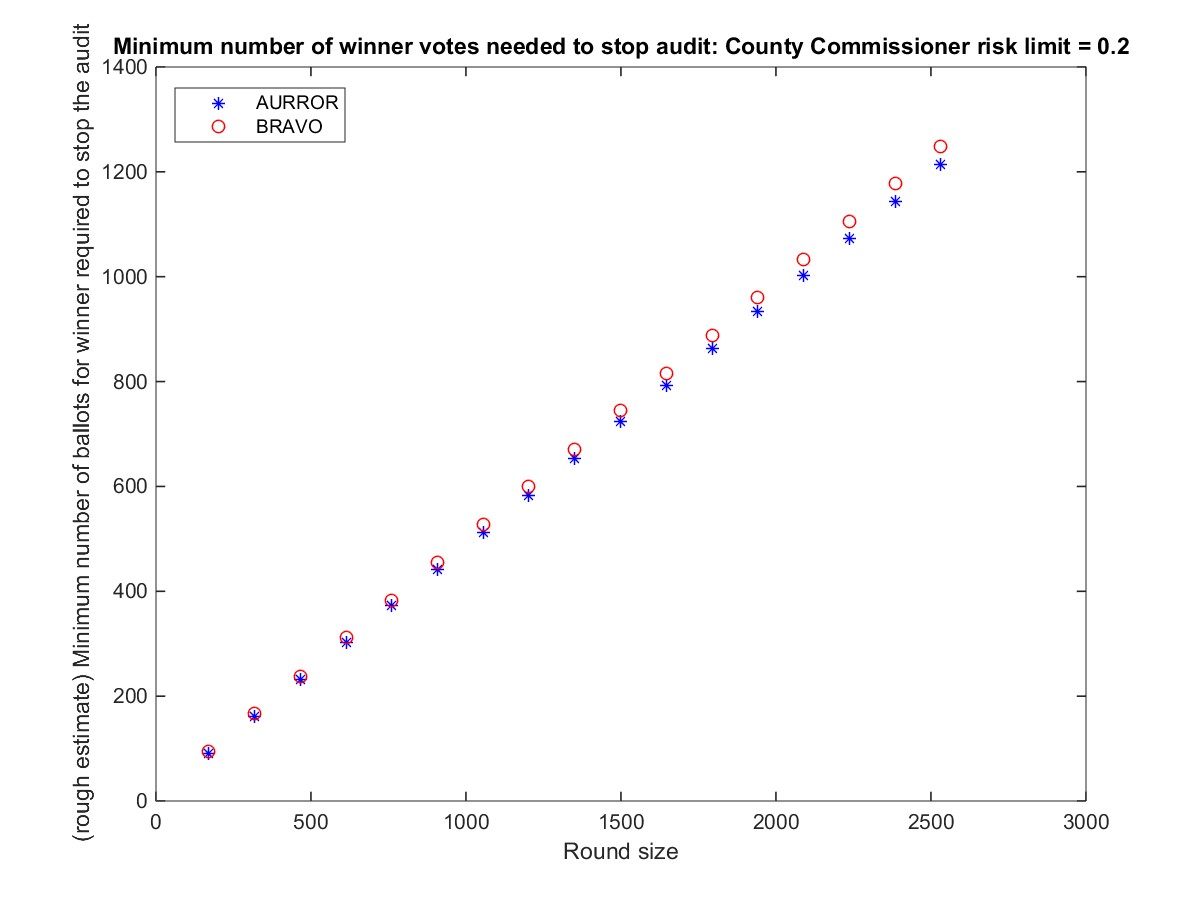 Minimum number of winner votes needed to stop audit: County Commissioner risk limit = 0.2
(rough estimate) Minimum number of ballots for winner required to stop the audit
1400
1200
1000
800
600
400
200
0
AURROR
BRAVO
0 500 1000 1500 2000 2500 3000
Round size